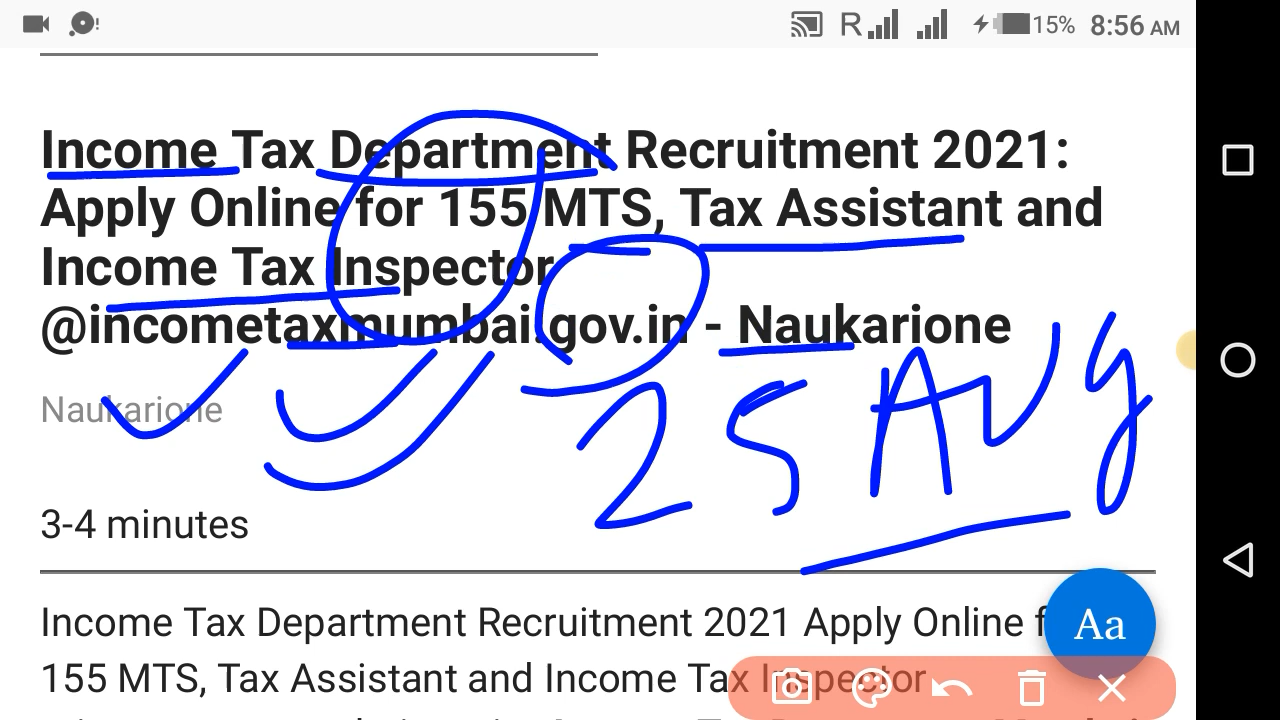 R 15% 8:56 AM
Income Tax Department Recruitment 2021:
Apply Online for 155 MTS, Tax Assistant and
Income Tax Inspector
@incometaxmumbai.gov.in - Naukarione
Naukarione
25 Aug
3-4 minutes
Income Tax Department Recruitment 2021 Apply Online
Aa
155 MTS, Tax Assistant and Income Tax Inspector